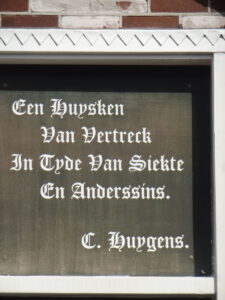 Een Huysken
Van Vertreck
In Tyde Van Siekte
En Anderssins.
C. Huygens.